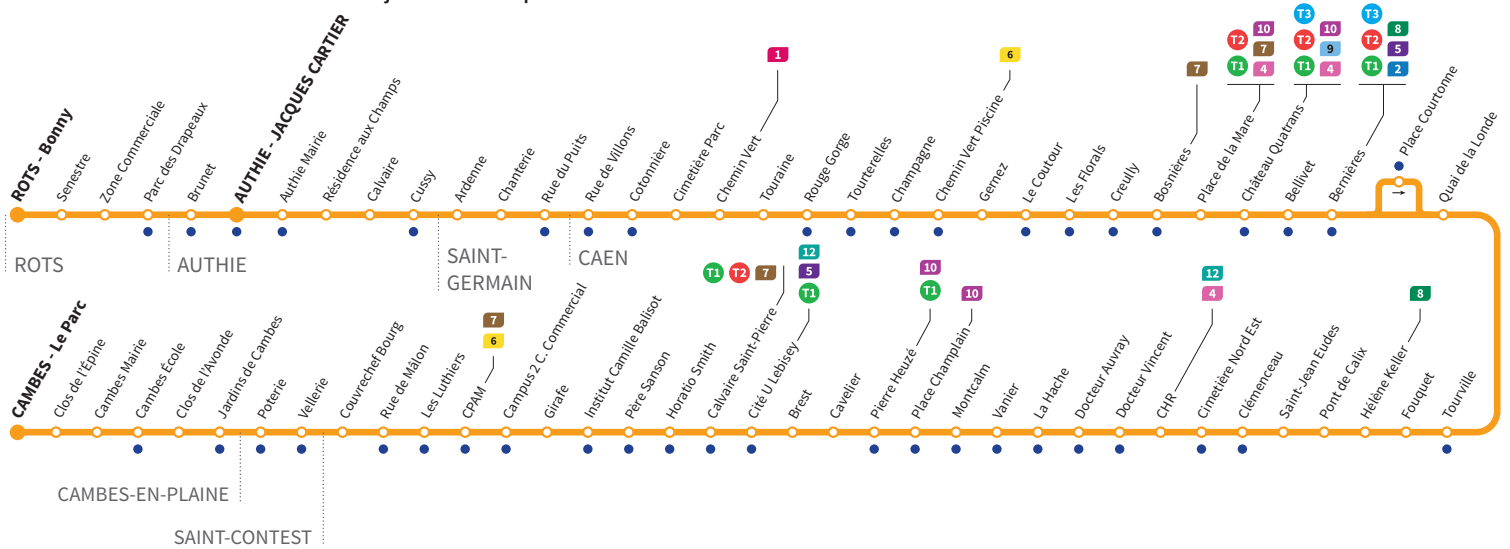 ROTS - Bonny
Senestre
Zone Commerciale
Parc des Drapeaux
Brunet
AUTHIE - JACQUES CARTIER
Authie Mairie
Résidence aux Champs
Calvaire
Cussy
Ardenne
Chanterie
Rue du Puits
Rue de Villons
Cotonnière
Cimetière Parc
Chemin Vert
1
Touraine
Rouge Gorge
Tourterelles
Champagne
Chemin Vert Piscine
6
Gernez
Le Coutour
Les Florals
Creully
Bosnières
7
Place de la Mare
T2 10
7
T1 4
Château Quatrans
T3
T2 10
9
T1 4
Bellivet
Bernières
T3 8
T2 5
T1 2
Place Courtonne
→
Quai de la Londe
ROTS
AUTHIE
SAINT-
GERMAIN
CAEN
CAMBES - Le Parc
Clos de l'Épine
Cambes Mairie
Cambes École
Clos de l'Avonde
Jardins de Cambes
Poterie
Vellerie
Couvrechef Bourg
Rue de Mâlon
Les Luthiers
CPAM
7
6
Campus 2 C. Commercial
Girafe
Institut Camille Balisot
Père Sanson
Horatio Smith
Calvaire Saint-Pierre
T1 T2 7
Cité U Lebisey
12
5
T1
Brest
Cavelier
Pierre Heuzé
10
T1
Place Champlain
10
Montcalm
Vanier
La Hache
Docteur Auvray
Docteur Vincent
CHR
Cimetière Nord Est
12
4
Clémenceau
Saint-Jean Eudes
Pont de Calix
Hélène Keller
8
Fouquet
Tourville
CAMBES-EN-PLAINE
SAINT-CONTEST